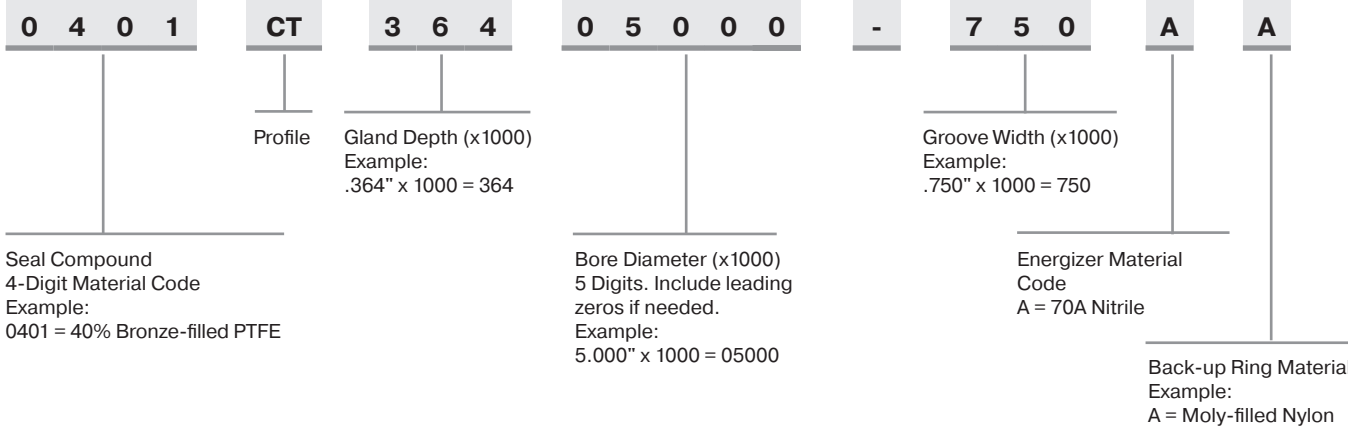 0 4 0 1 CT 3 6 4 0 5 0 0 0 - 7 5 0 A A
Profile
Gland Depth (x1000)
Example:
.364" x 1000 = 364
Groove Width (x1000)
Example:
.750" x 1000 = 750
Seal Compound
4-Digit Material Code
Example:
0401 = 40% Bronze-filled PTFE
Bore Diameter (x1000)
5 Digits. Include leading
zeros if needed.
Example:
5.000" x 1000 = 05000
Energizer Material
Code
A = 70A Nitrile
Back-up Ring Material
Example:
A = Moly-filled Nylon